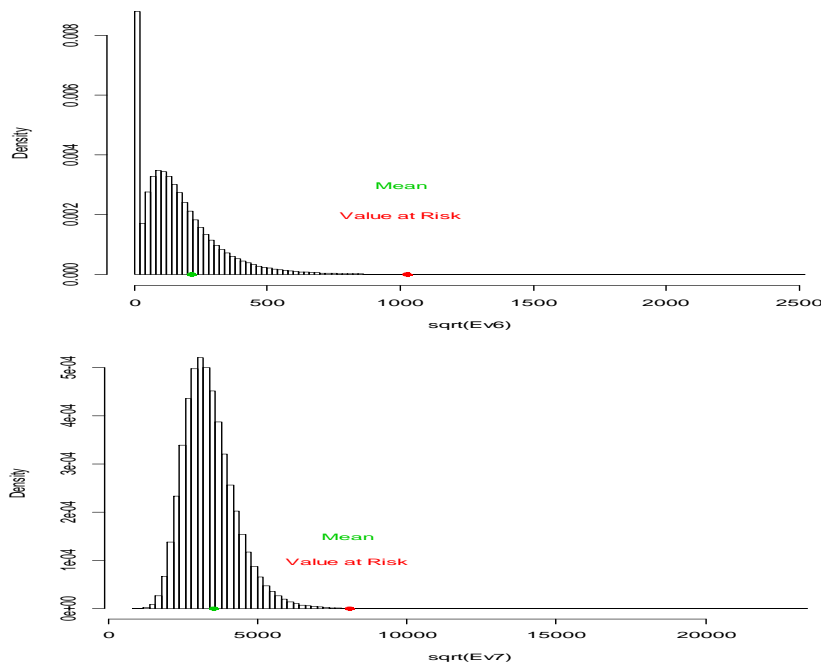 0.008
0.006
0.004
0.002
0.000
Density
Mean
Value at Risk
0 500 1000 1500 2000 2500
sqrt(Ev6)
5e-04
4e-04
3e-04
2e-04
1e-04
0e+00
Density
Mean
Value at Risk
0 5000 10000 15000 20000
sqrt(Ev7)